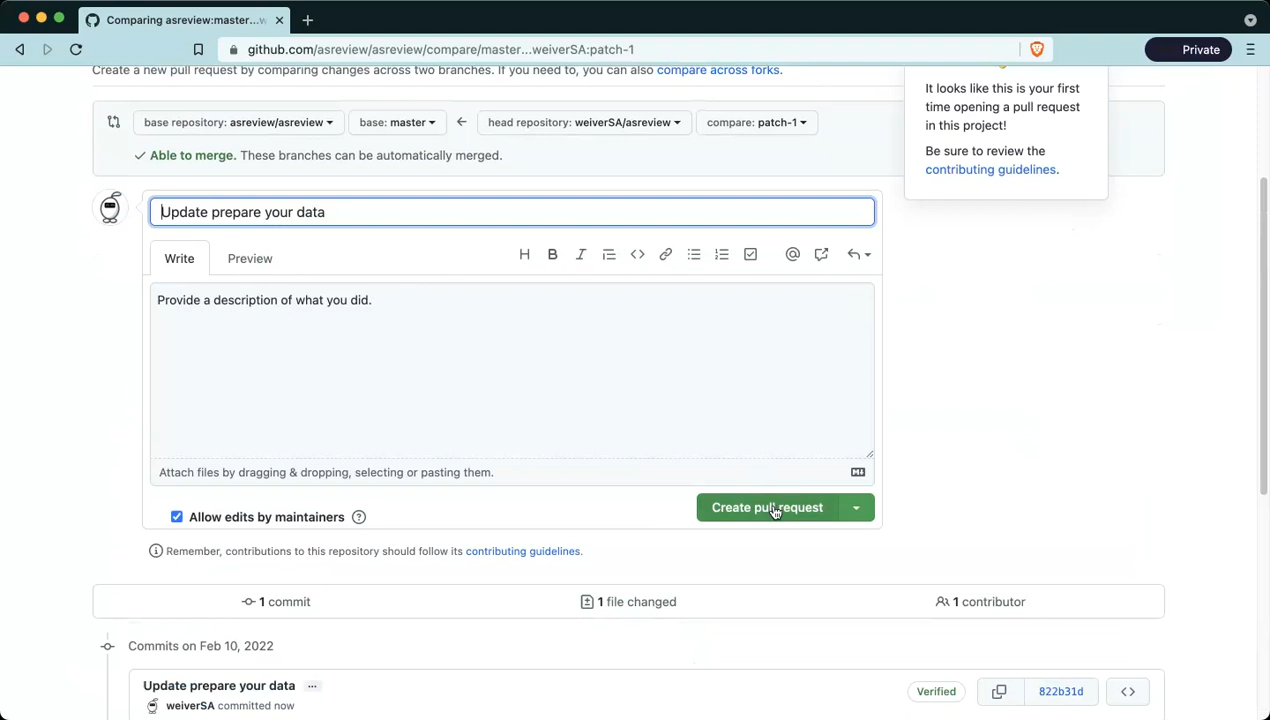 Comparing asreview:master...w
github.com/asreview/asreview/compare/master...weiverSA:patch-1
Private
Create a new pull request by comparing changes across two branches. If you need to, you can also compare across forks.
It looks like this is your first
time opening a pull request
in this project!
Be sure to review the
contributing guidelines.
base repository: asreview/asreview
base: master
head repository: weiverSA/asreview
compare: patch-1
Able to merge. These branches can be automatically merged.
Update prepare your data
Write
Preview
Provide a description of what you did.
Attach files by dragging & dropping, selecting or pasting them.
Allow edits by maintainers
Create pull request
Remember, contributions to this repository should follow its contributing guidelines.
1 commit
1 file changed
1 contributor
Commits on Feb 10, 2022
Update prepare your data
Verified
822b31d
weiverSA committed now